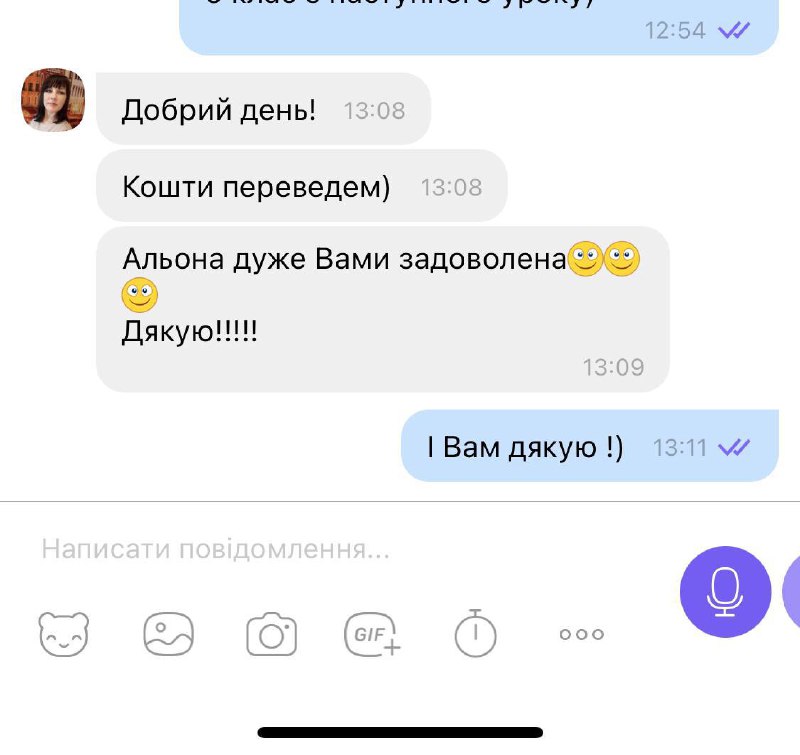 12:54
Добрий день! 13:08
Кошти переведем) 13:08
Альона дуже Вами задоволена
Дякую!!!!!
13:09
І Вам дякую !) 13:11
Написати повідомлення...
GIF